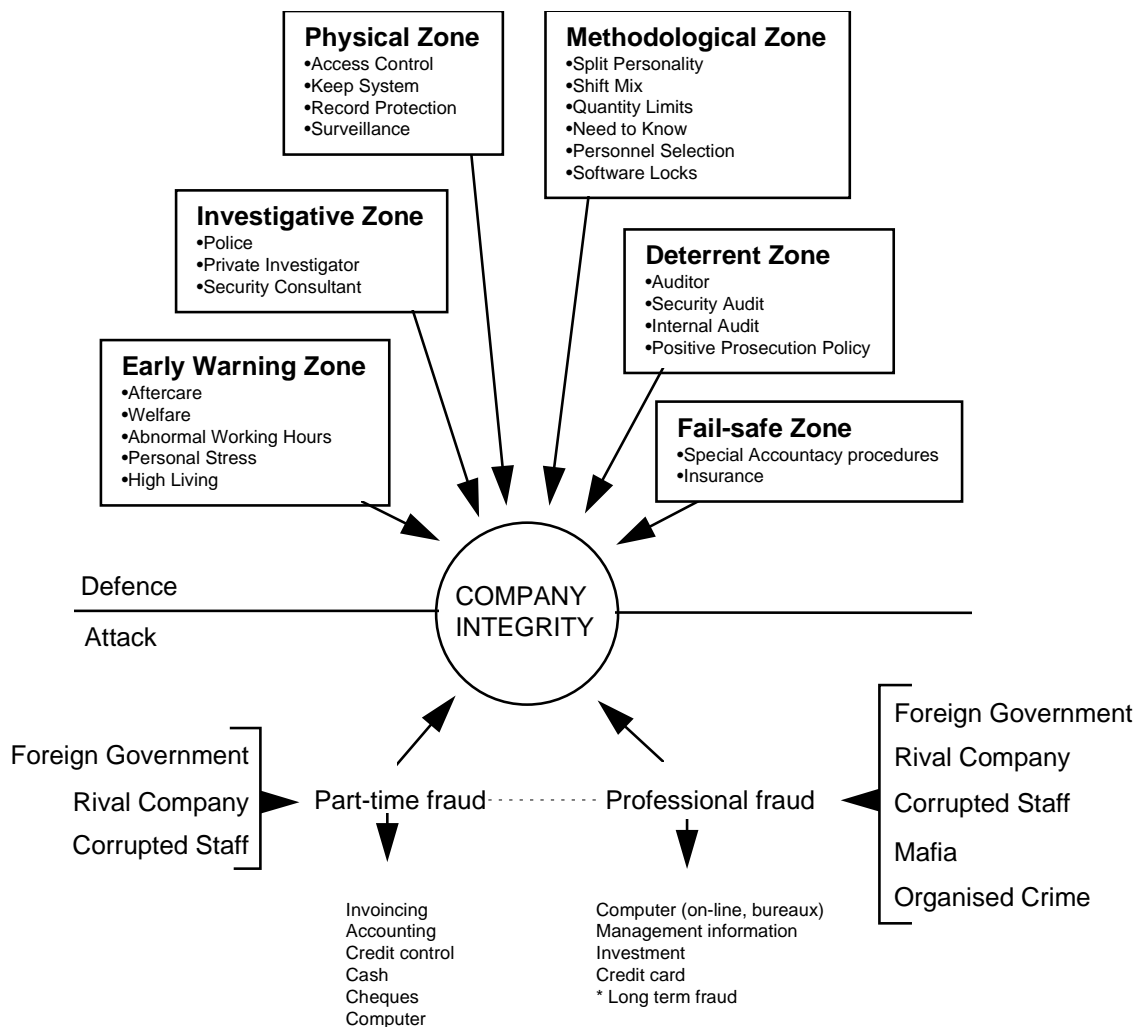 Physical Zone
•Access Control
•Keep System
•Record Protection
•Surveillance
Methodological Zone
•Split Personality
•Shift Mix
•Quantity Limits
•Need to Know
•Personnel Selection
•Software Locks
Investigative Zone
•Police
•Private Investigator
•Security Consultant
Deterrent Zone
•Auditor
•Security Audit
•Internal Audit
•Positive Prosecution Policy
Early Warning Zone
•Aftercare
•Welfare
•Abnormal Working Hours
•Personal Stress
•High Living
Fail-safe Zone
•Special Accountacy procedures
•Insurance
Defence
Attack
COMPANY
INTEGRITY
Foreign Government
Rival Company
Corrupted Staff
Part-time fraud
Professional fraud
Foreign Government
Rival Company
Corrupted Staff
Mafia
Organised Crime
Invoincing
Accounting
Credit control
Cash
Cheques
Computer
Computer (on-line, bureaux)
Management information
Investment
Credit card
* Long term fraud